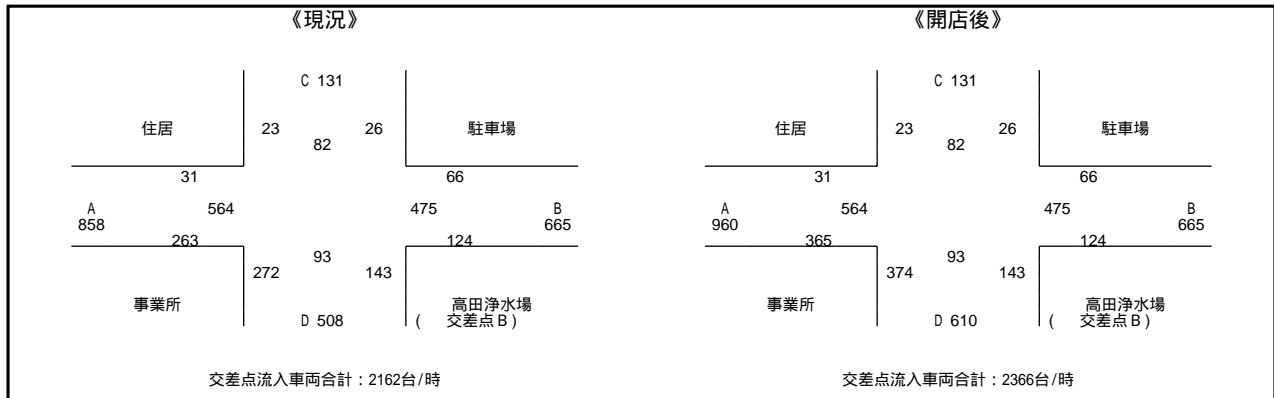 《現況》
C 131
住居
23
26
駐車場
82
31
66
A
564
475
B
858
665
263
124
93
272
143
事業所
高田浄水場
D 508
( 交差点B)
交差点流入車両合計：2162台/時
《開店後》
C 131
住居
23
26
駐車場
82
31
66
A
564
475
B
960
665
365
124
93
374
143
事業所
高田浄水場
D 610
( 交差点B)
交差点流入車両合計：2366台/時